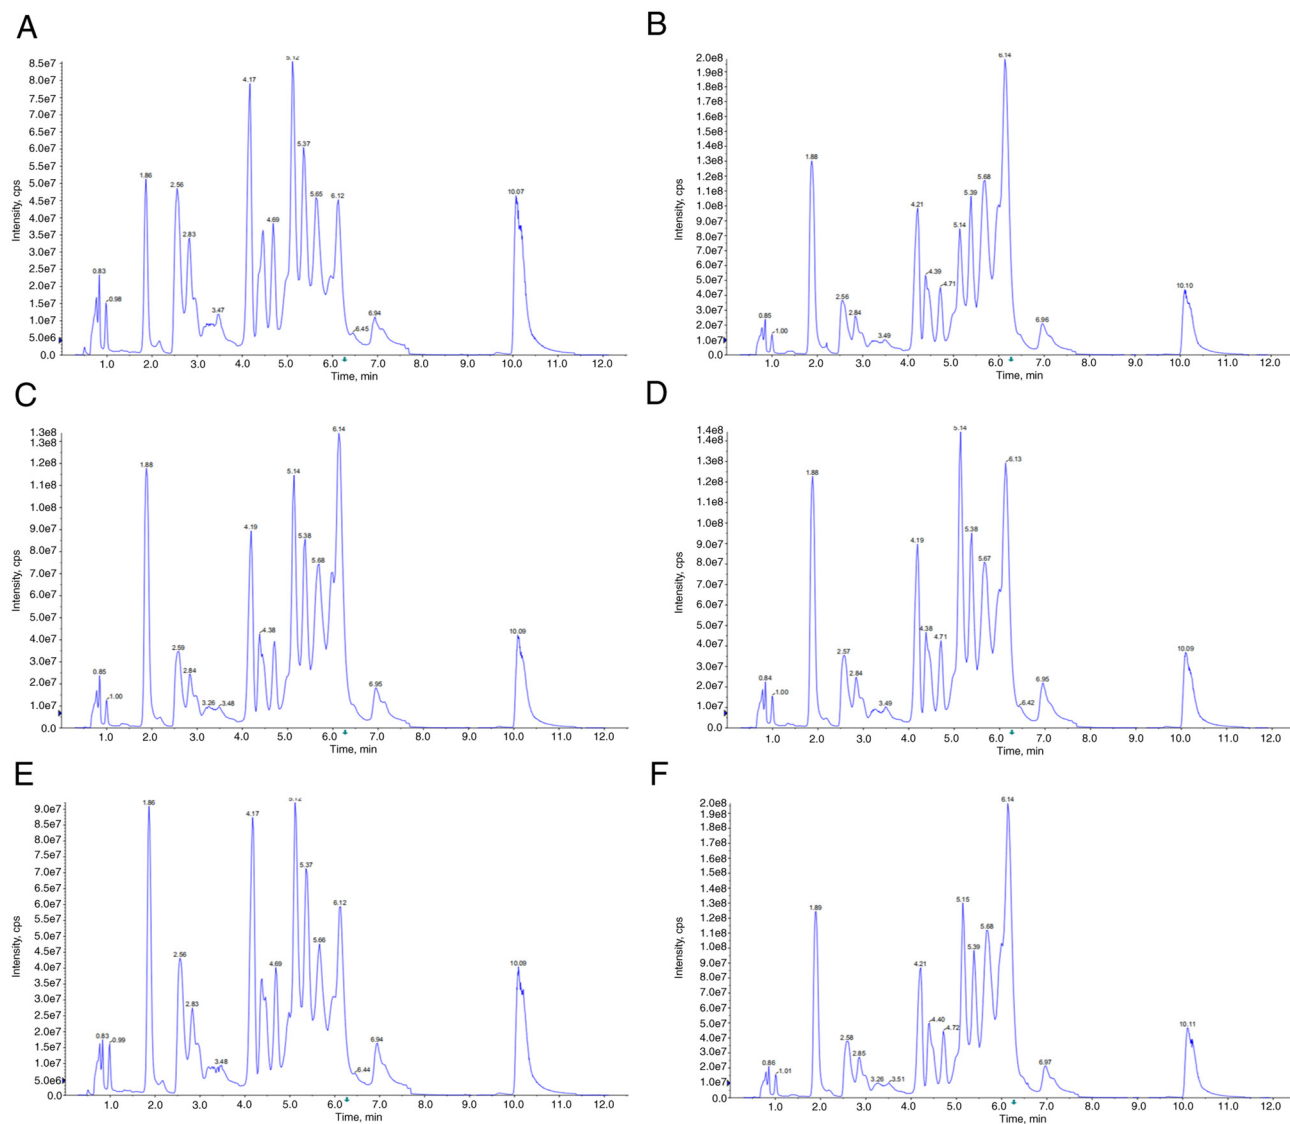 A
5.12
8.5e7
8.0e7
7.5e7
7.0e7
6.5e7
6.0e7
5.5e7
5.0e7
4.5e7
4.0e7
3.5e7
3.0e7
2.5e7
2.0e7
1.5e7
1.0e7
5.0e6
0.0
Intensity, cps
0.83
0.98
1.86
2.56
2.83
3.47
4.17
4.69
5.37
5.65
6.12
6.45
6.94
10.07
1.0 2.0 3.0 4.0 5.0 6.0 7.0 8.0 9.0 10.0 11.0 12.0
Time, min
B
6.14
2.0e8
1.9e8
1.8e8
1.7e8
1.6e8
1.5e8
1.4e8
1.3e8
1.2e8
1.1e8
1.0e8
9.0e7
8.0e7
7.0e7
6.0e7
5.0e7
4.0e7
3.0e7
2.0e7
1.0e7
0.0
Intensity, cps
0.85
1.00
1.88
2.56
2.84
3.49
4.21
4.39
4.71
5.14
5.39
5.68
6.96
10.10
1.0 2.0 3.0 4.0 5.0 6.0 7.0 8.0 9.0 10.0 11.0 12.0
Time, min
C
6.14
1.3e8
1.3e8
1.2e8
1.1e8
1.0e8
9.0e7
8.0e7
7.0e7
6.0e7
5.0e7
4.0e7
3.0e7
2.0e7
1.0e7
0.0
Intensity, cps
0.85
1.00
1.88
2.59
2.84
3.26
3.48
4.19
4.38
5.14
5.38
5.68
6.95
10.09
1.0 2.0 3.0 4.0 5.0 6.0 7.0 8.0 9.0 10.0 11.0 12.0
Time, min
D
5.14
1.4e8
1.4e8
1.3e8
1.2e8
1.1e8
1.0e8
9.0e7
8.0e7
7.0e7
6.0e7
5.0e7
4.0e7
3.0e7
2.0e7
1.0e7
0.0
Intensity, cps
0.84
1.00
1.88
2.57
2.84
3.49
4.19
4.38
4.71
5.38
5.67
6.13
6.42
6.95
10.09
1.0 2.0 3.0 4.0 5.0 6.0 7.0 8.0 9.0 10.0 11.0 12.0
Time, min
E
5.12
9.0e7
8.5e7
8.0e7
7.5e7
7.0e7
6.5e7
6.0e7
5.5e7
5.0e7
4.5e7
4.0e7
3.5e7
3.0e7
2.5e7
2.0e7
1.5e7
1.0e7
5.0e6
0.0
Intensity, cps
0.83
0.99
1.86
2.56
2.83
3.48
4.17
4.69
5.37
5.66
6.12
6.44
6.94
10.09
1.0 2.0 3.0 4.0 5.0 6.0 7.0 8.0 9.0 10.0 11.0 12.0
Time, min
F
6.14
2.0e8
1.9e8
1.8e8
1.7e8
1.6e8
1.5e8
1.4e8
1.3e8
1.2e8
1.1e8
1.0e8
9.0e7
8.0e7
7.0e7
6.0e7
5.0e7
4.0e7
3.0e7
2.0e7
1.0e7
0.0
Intensity, cps
0.86
1.01
1.89
2.58
2.85
3.26
3.51
4.21
4.40
4.72
5.15
5.39
5.68
6.97
10.11
1.0 2.0 3.0 4.0 5.0 6.0 7.0 8.0 9.0 10.0 11.0 12.0
Time, min